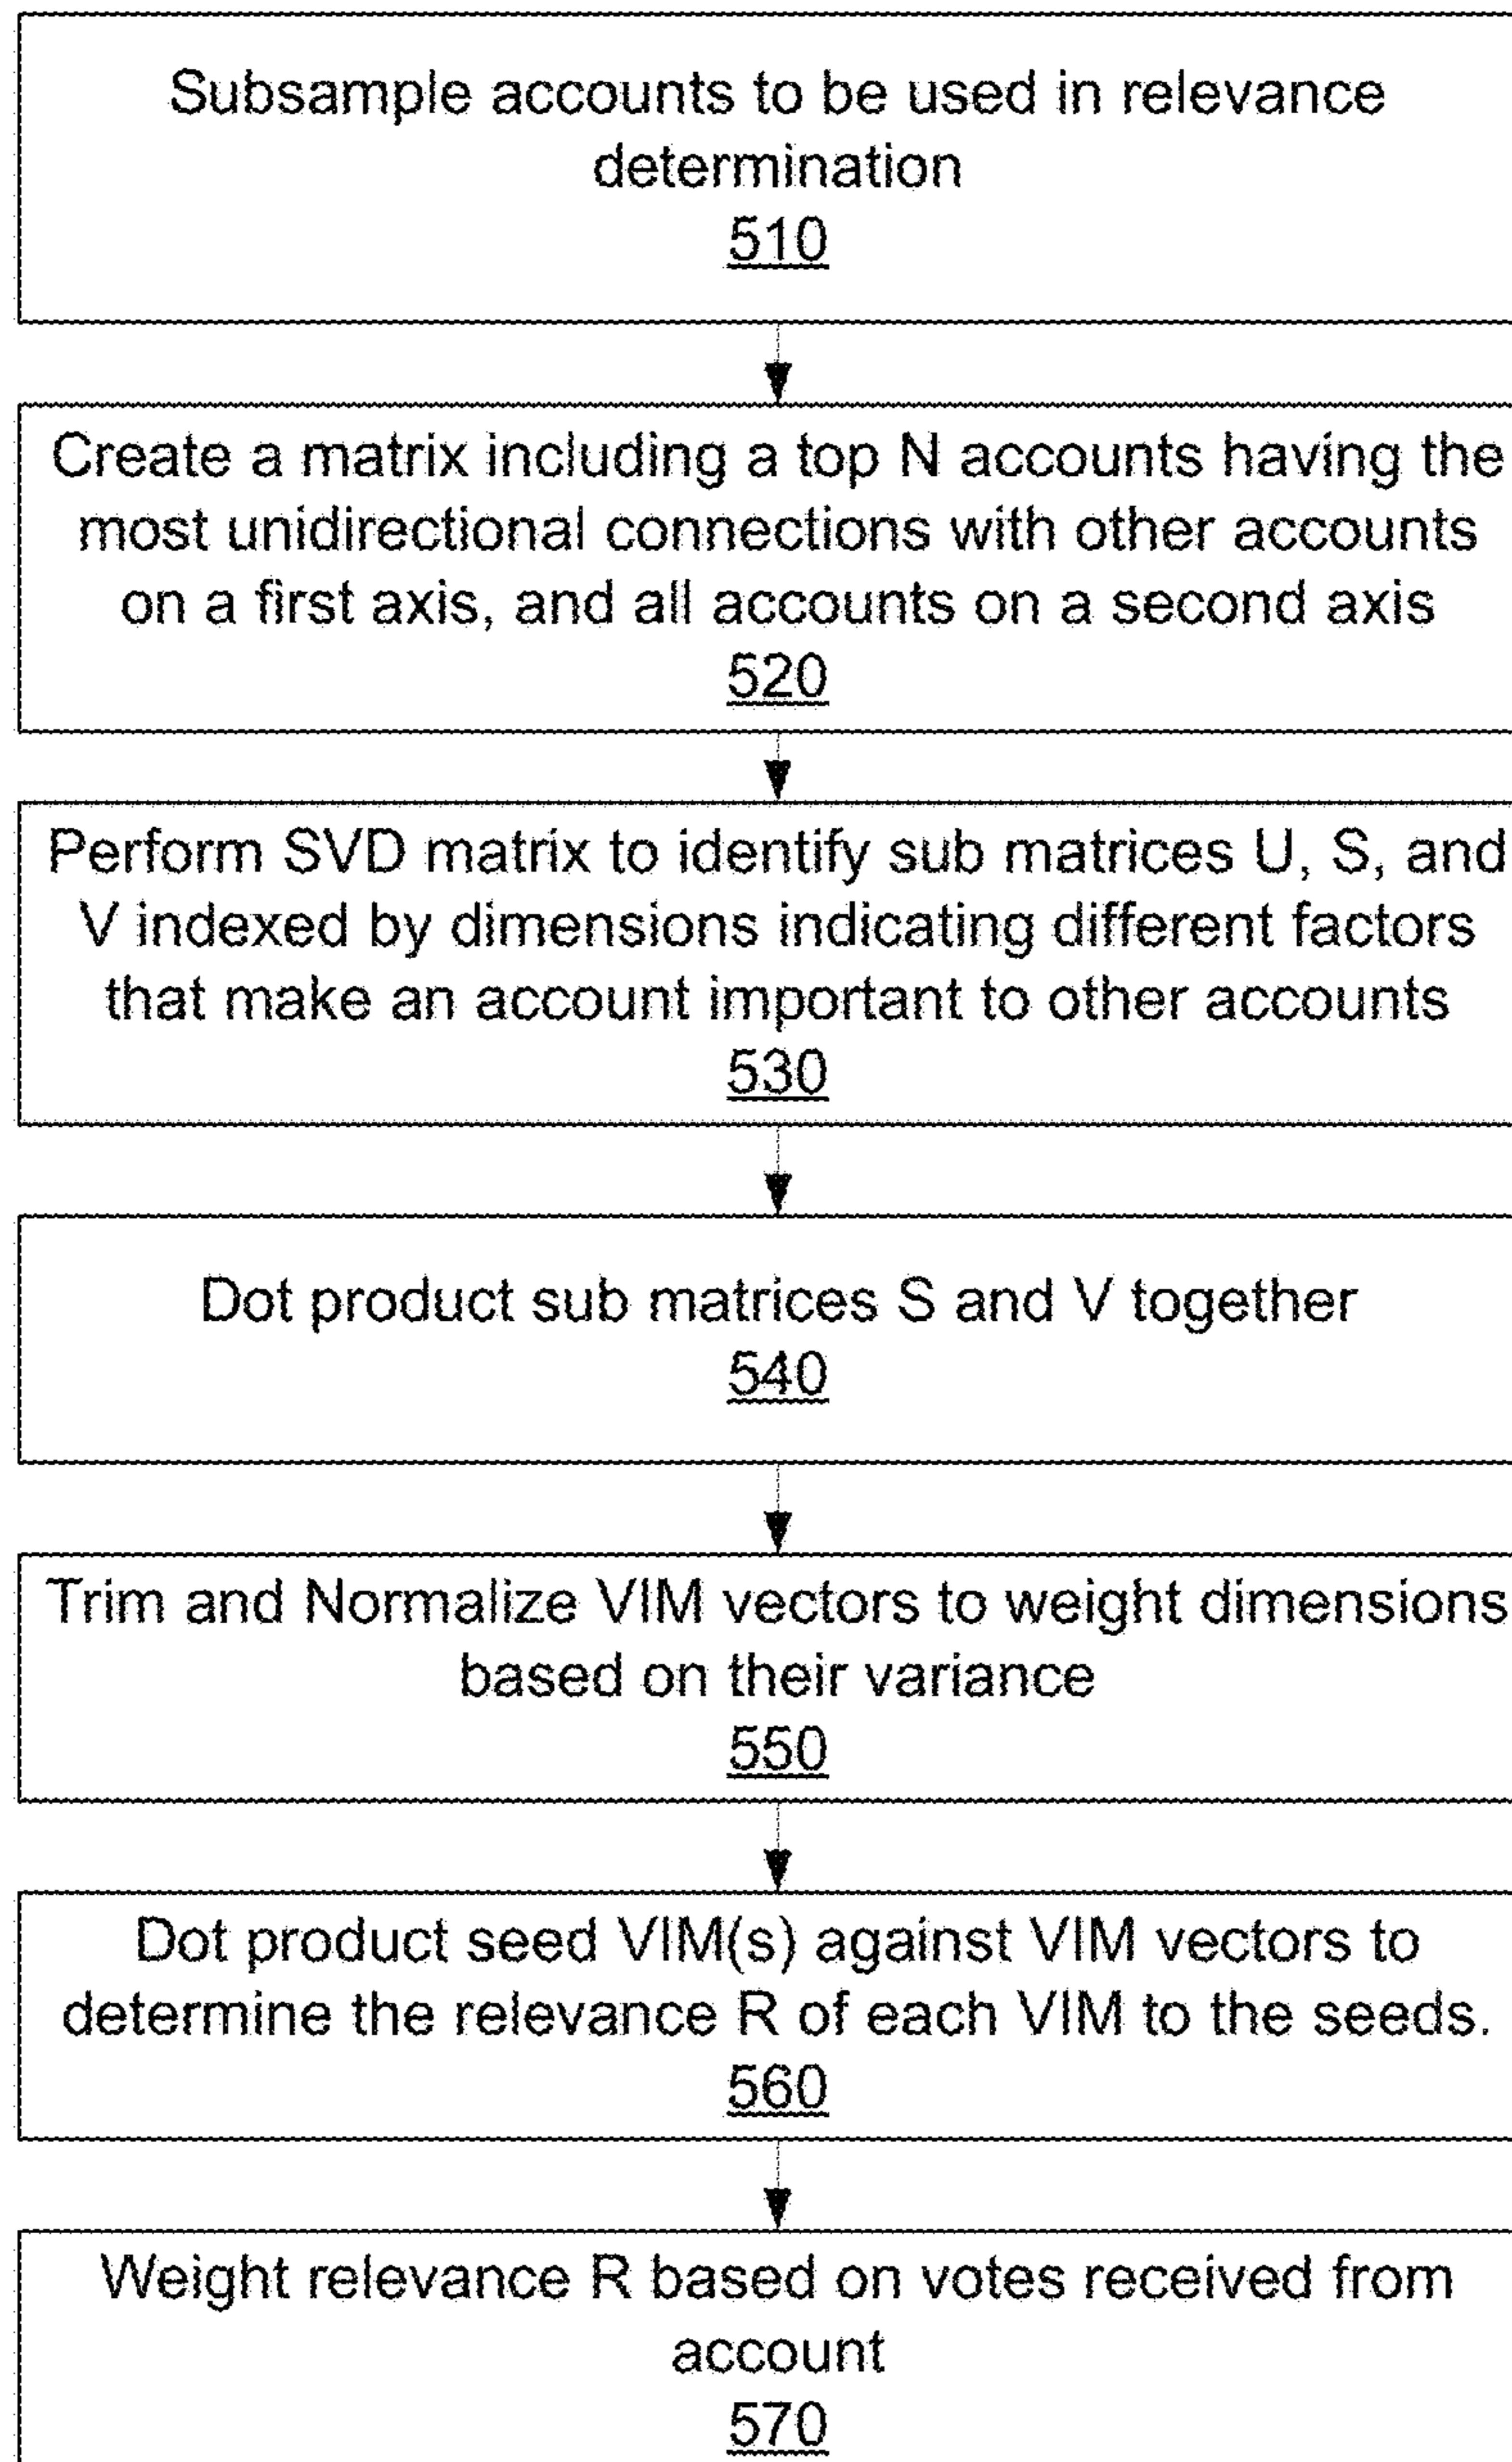 Subsample accounts to be used in relevance
determination
510
Create a matrix including a top N accounts having the
most unidirectional connections with other accounts
on a first axis, and all accounts on a second axis
520
Perform SVD matrix to identify sub matrices U, S, and
V indexed by dimensions indicating different factors
that make an account important to other accounts
530
Dot product sub matrices S and V together
540
Trim and Normalize VIM vectors to weight dimensions
based on their variance
550
Dot product seed VIM(s) against VIM vectors to
determine the relevance R of each VIM to the seeds.
560
Weight relevance R based on votes received from
account
570